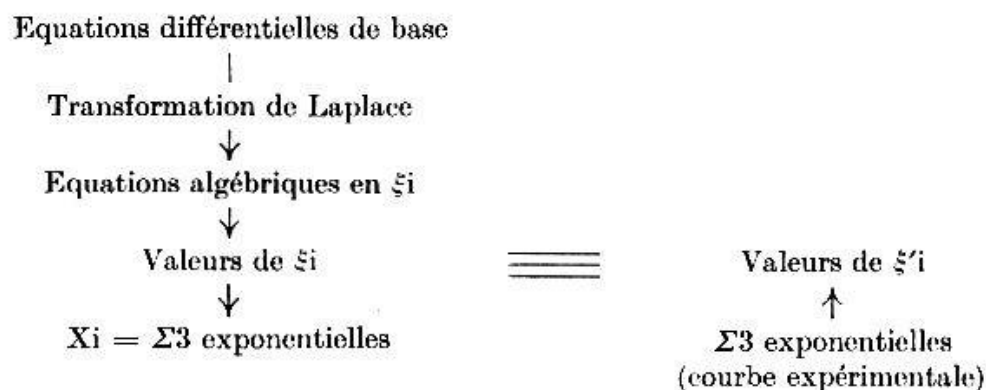 Equations différentielles de base
Transformation de Laplace
Equations algébriques en ξi
Valeurs de ξi
Valeurs de ξ′i
Xi = Σ3 exponentielles
Σ3 exponentielles
(courbe expérimentale)